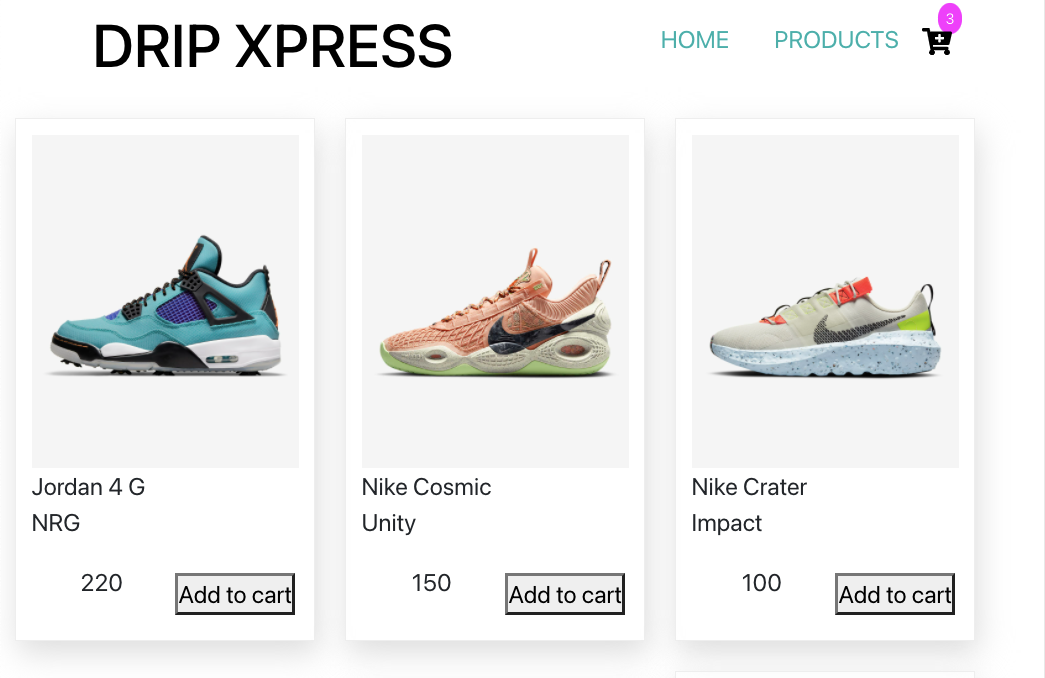 DRIP XPRESS
HOME
PRODUCTS
3
Jordan 4 G
NRG
220
Add to cart
Nike Cosmic
Unity
150
Add to cart
Nike Crater
Impact
100
Add to cart